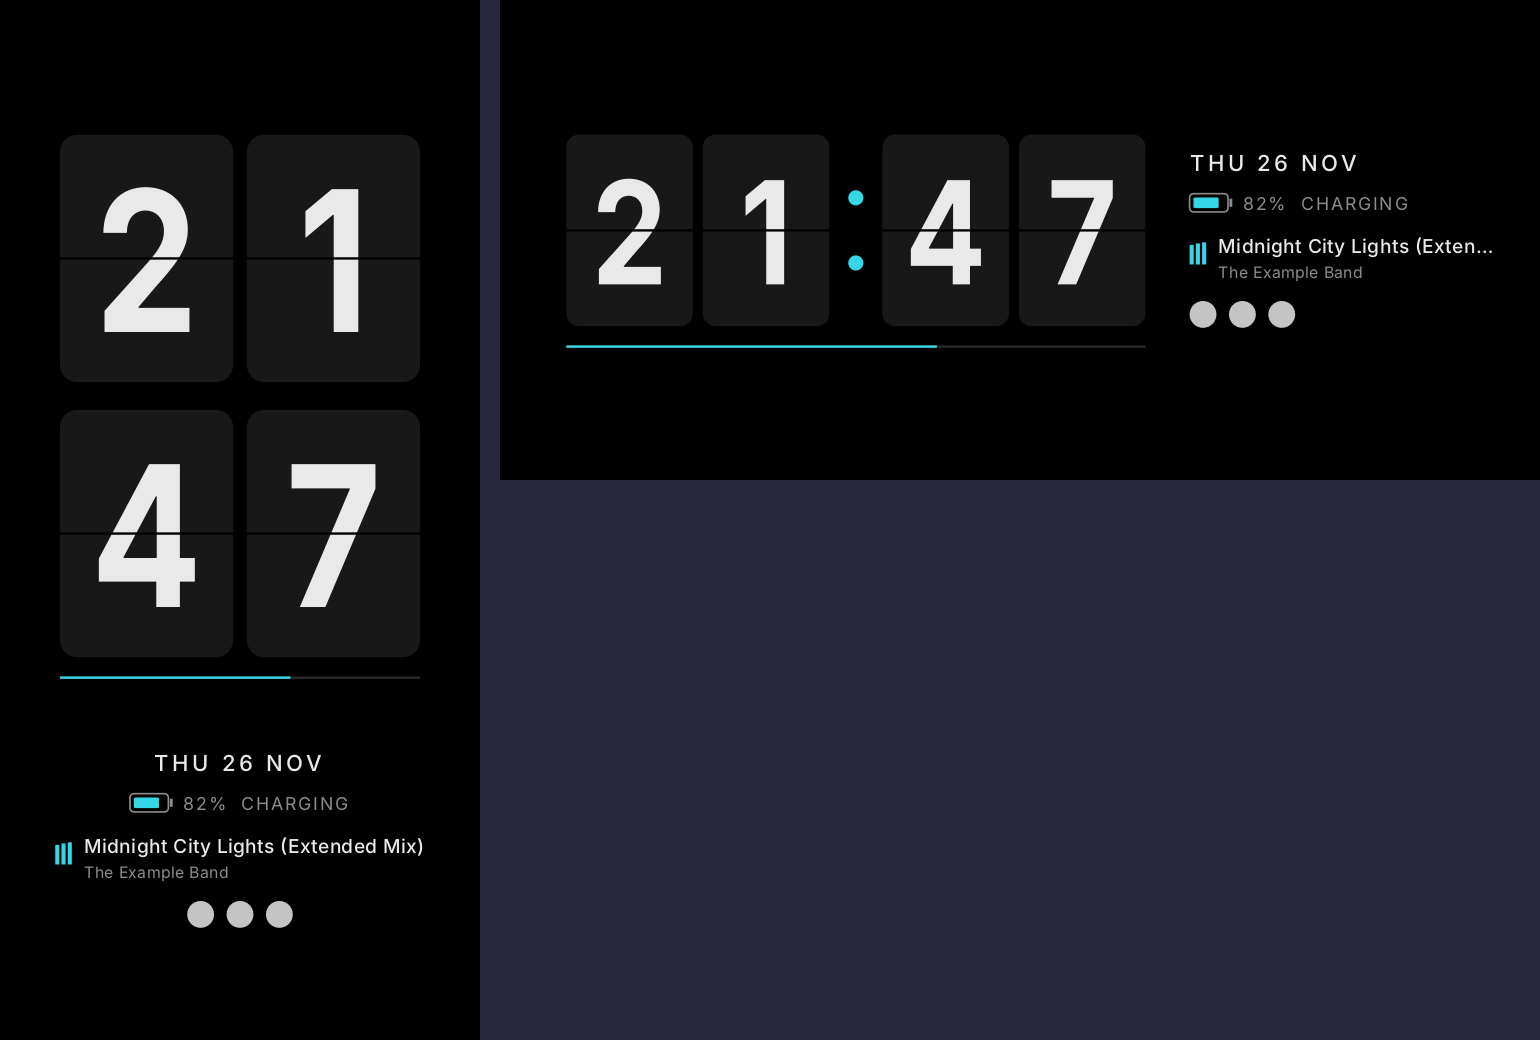 21
47
THU 26 NOV
82% CHARGING
Midnight City Lights (Extended Mix)
The Example Band
21:47
THU 26 NOV
82% CHARGING
Midnight City Lights (Exten...
The Example Band